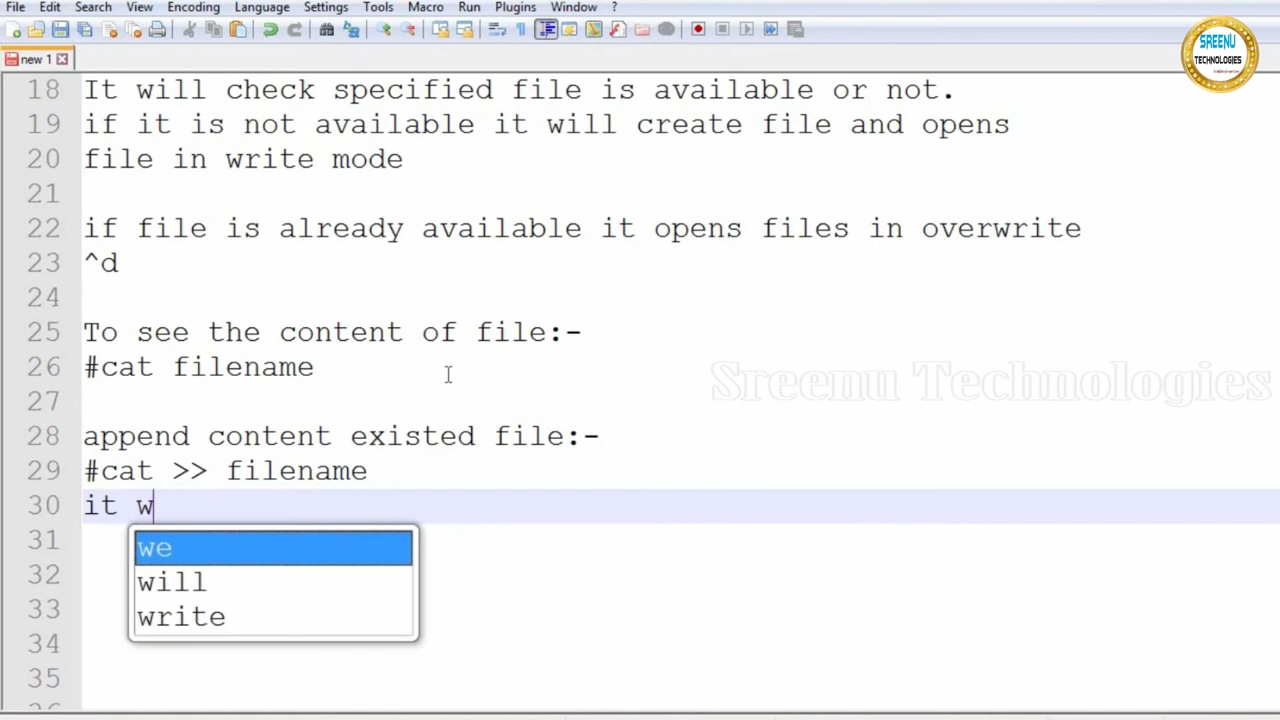 File Edit Search View Encoding Language Settings Tools Macro Run Plugins Window ?
SREENU
TECHNOLOGIES
new 1
18 It will check specified file is available or not.
19 if it is not available it will create file and opens
20 file in write mode
21
22 if file is already available it opens files in overwrite
23 ^d
24
25 To see the content of file:-
26 #cat filename
Sreenu Technologies
27
28 append content existed file:-
29 #cat >> filename
30 it w
31 we
32 will
33 write
34
35